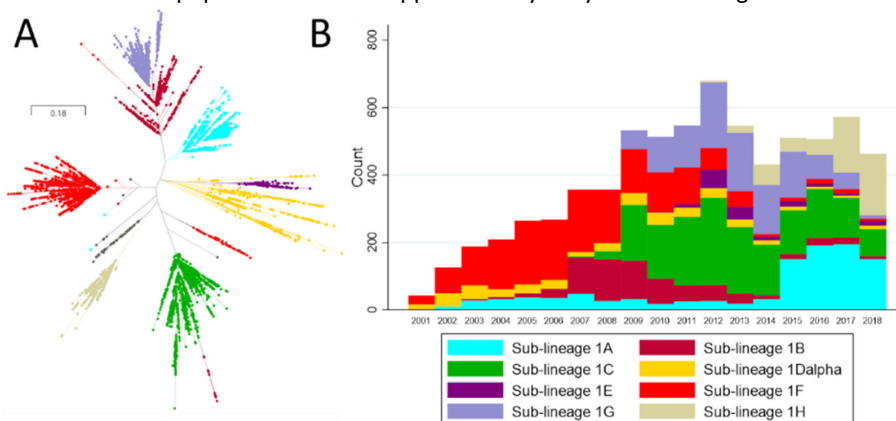 A
B
0.18
800
600
400
200
0
Count
2001 2002 2003 2004 2005 2006 2007 2008 2009 2010 2011 2012 2013 2014 2015 2016 2017 2018
Sub-lineage 1A Sub-lineage 1B
Sub-lineage 1C Sub-lineage 1Dalpha
Sub-lineage 1E Sub-lineage 1F
Sub-lineage 1G Sub-lineage 1H